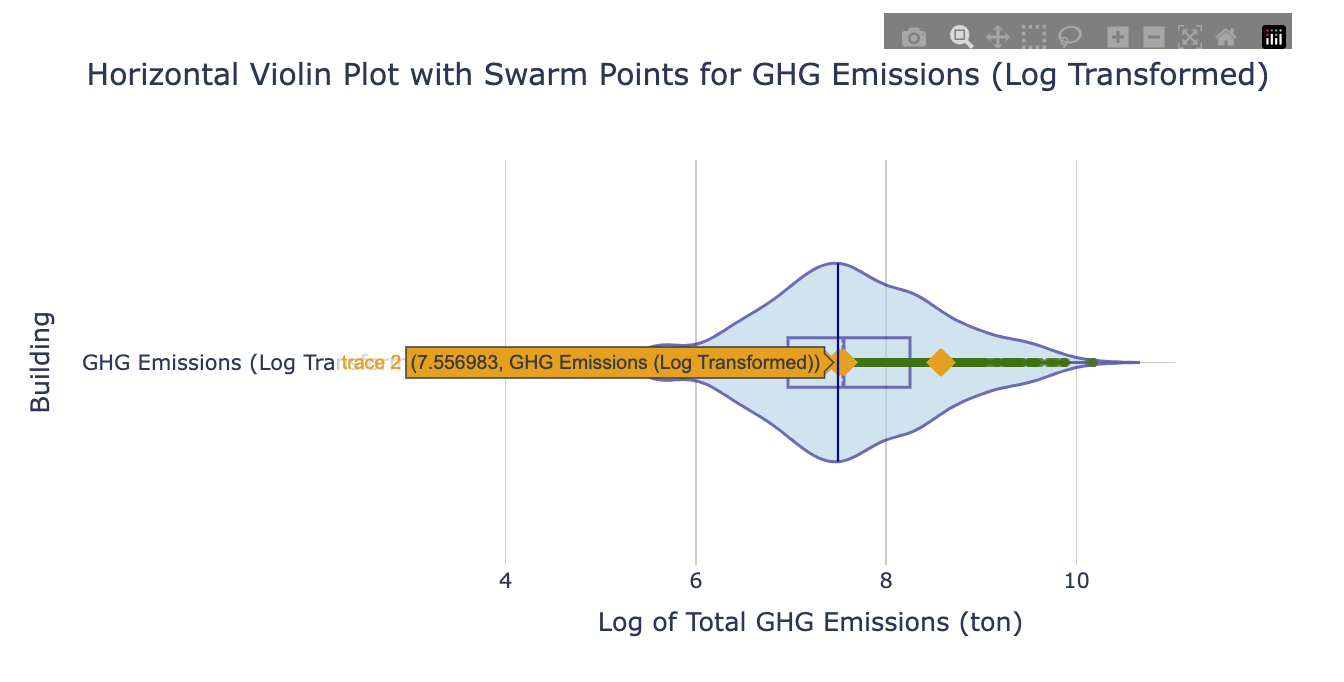 Horizontal Violin Plot with Swarm Points for GHG Emissions (Log Transformed)
Building
GHG Emissions (Log Tra
trace 2
(7.556983, GHG Emissions (Log Transformed))
4 6 8 10
Log of Total GHG Emissions (ton)